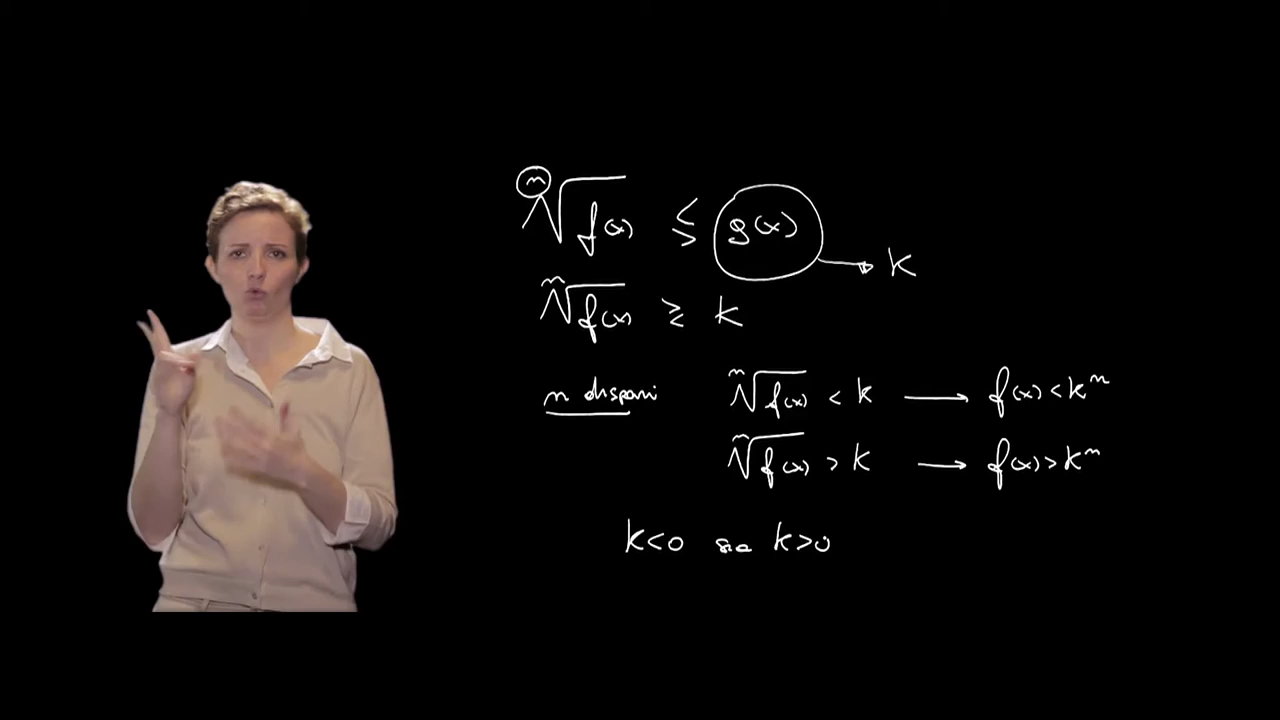 ⁿ√f(x) ≤ ≥ g(x) → k
ⁿ√f(x) ≷ k
n dispari ⁿ√f(x) < k → f(x) < kⁿ
ⁿ√f(x) > k → f(x) > kⁿ
k<0 sia k>0